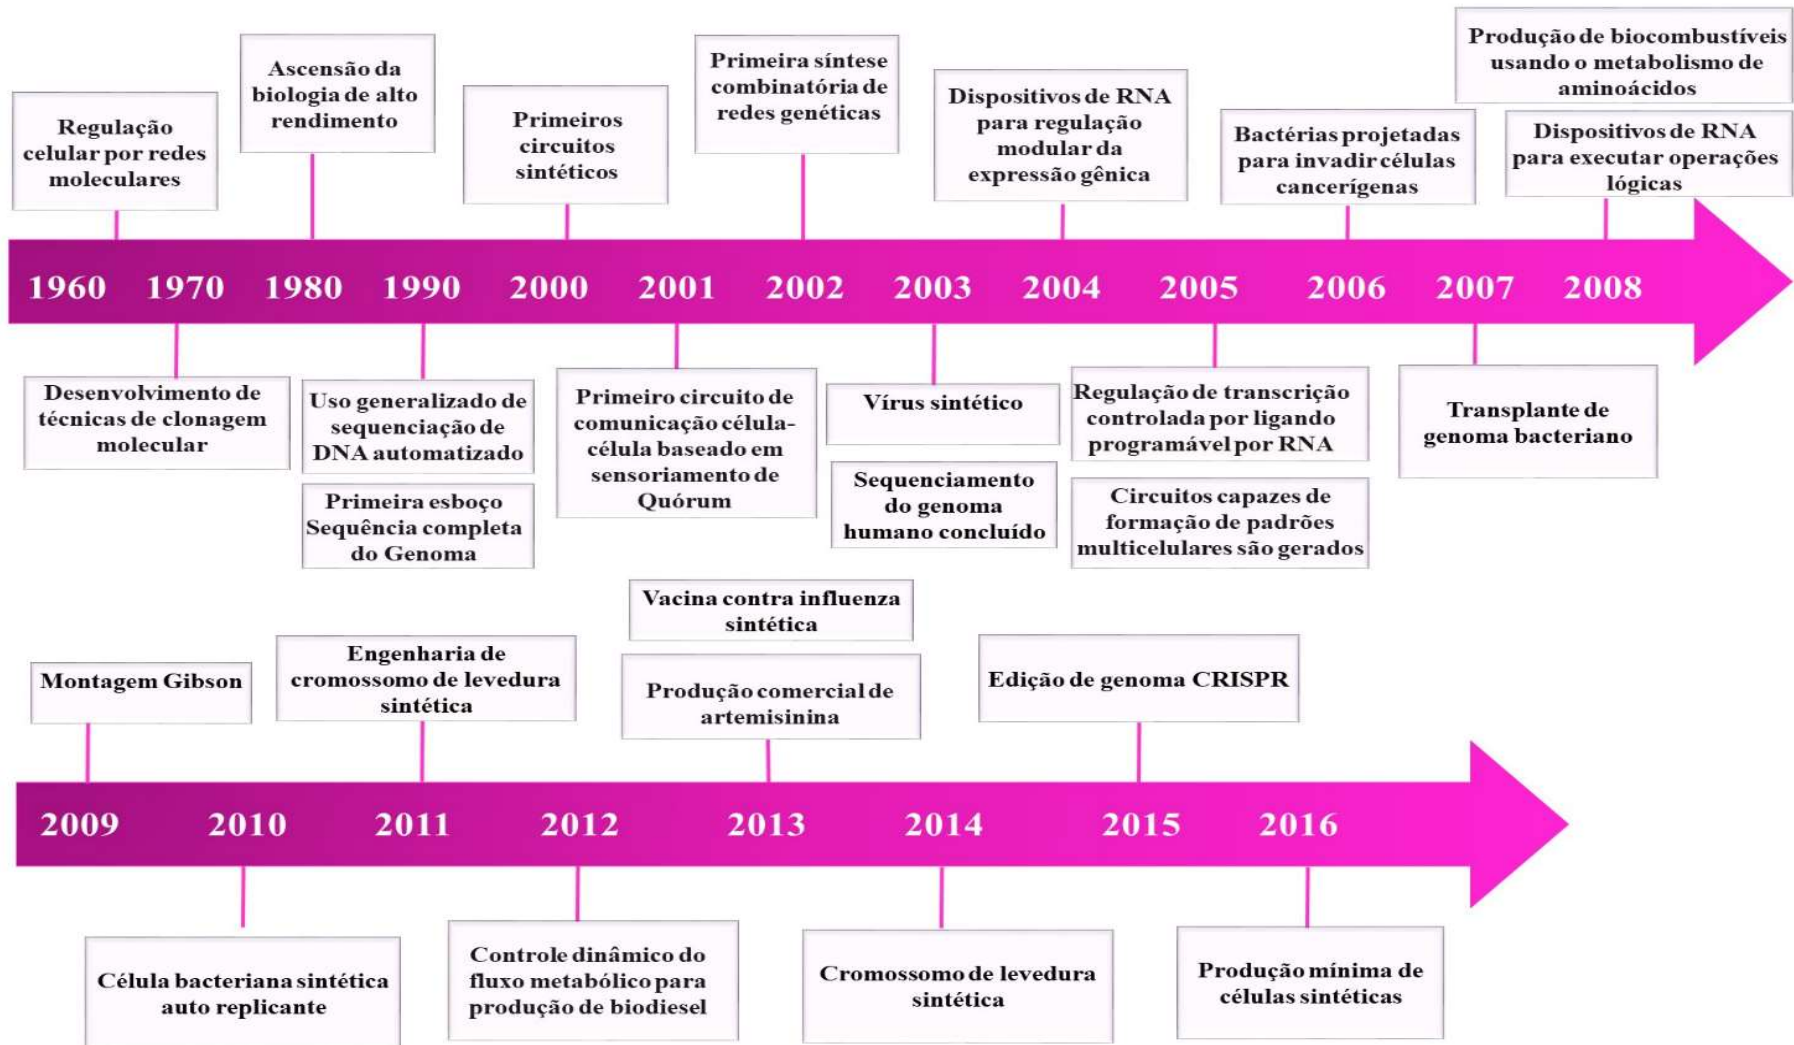 Regulação
celular por redes
moleculares
Ascensão da
biologia de alto
rendimento
Primeiros
circuitos
sintéticos
Primeira síntese
combinatória de
redes genéticas
Dispositivos de RNA
para regulação
modular da
expressão gênica
Bactérias projetadas
para invadir células
cancerígenas
Produção de biocombustíveis
usando o metabolismo de
aminoácidos
Dispositivos de RNA
para executar operações
lógicas
1960 1970 1980 1990 2000 2001 2002 2003 2004 2005 2006 2007 2008
Desenvolvimento de
técnicas de clonagem
molecular
Uso generalizado de
sequenciação de
DNA automatizado
Primeira esboço
Sequência completa
do Genoma
Primeiro circuito de
comunicação célula-
célula baseado em
sensoriamento de
Quórum
Vírus sintético
Sequenciamento
do genoma
humano concluído
Regulação de transcrição
controlada por ligando
programável por RNA
Circuitos capazes de
formação de padrões
multicelulares são gerados
Transplante de
genoma bacteriano
Montagem Gibson
Engenharia de
cromossomo de levedura
sintética
Vacina contra influenza
sintética
Produção comercial de
artemisinina
Edição de genoma CRISPR
2009 2010 2011 2012 2013 2014 2015 2016
Célula bacteriana sintética
auto replicante
Controle dinâmico do
fluxo metabólico para
produção de biodiesel
Cromossomo de levedura
sintética
Produção mínima de
células sintéticas